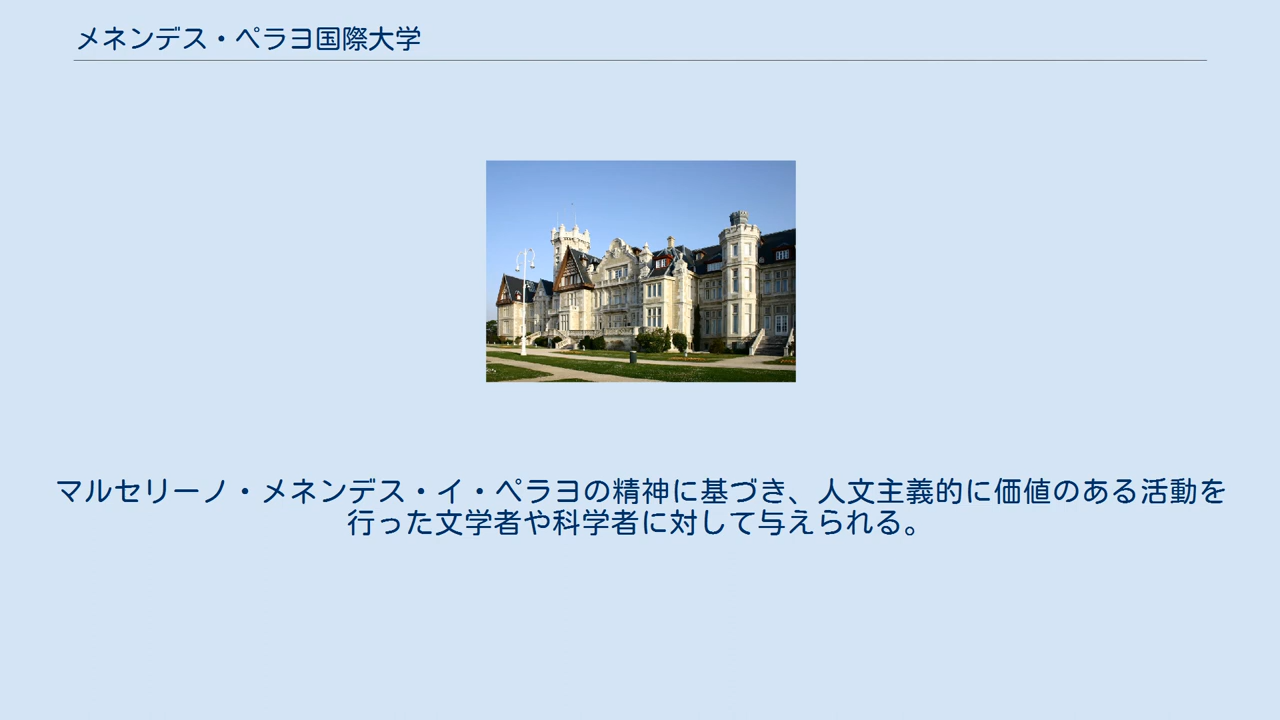 メネンデス・ペラヨ国際大学
マルセリーノ・メネンデス・イ・ペラヨの精神に基づき、人文主義的に価値のある活動を
行った文学者や科学者に対して与えられる。